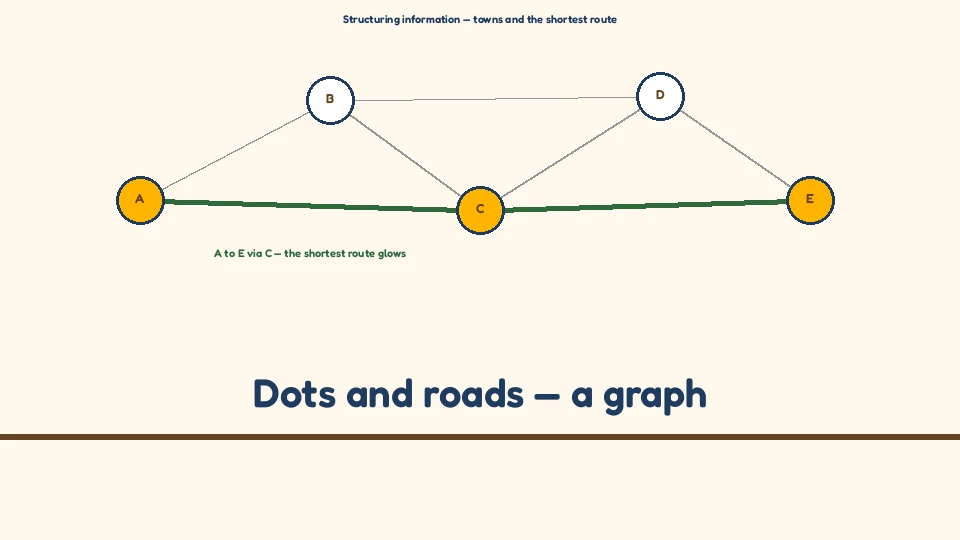 Structuring information — towns and the shortest route
B
D
A
C
E
A to E via C — the shortest route glows
Dots and roads — a graph